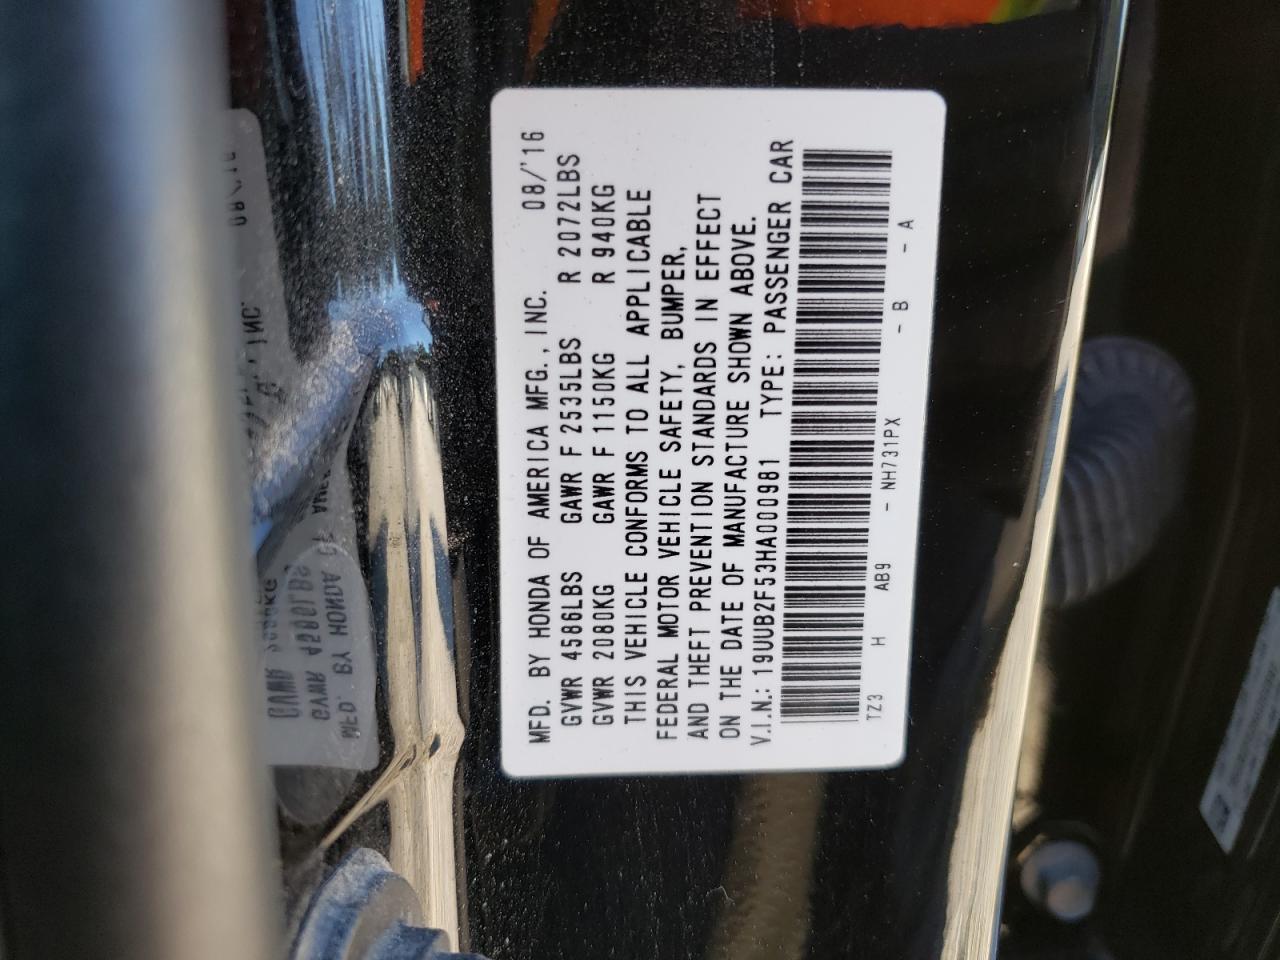 MFD. BY HONDA OF AMERICA MFG., INC. 08/'16
GVWR 4586LBS GAWR F 2535LBS R 2072LBS
GVWR 2080KG GAWR F 1150KG R 940KG
THIS VEHICLE CONFORMS TO ALL APPLICABLE
FEDERAL MOTOR VEHICLE SAFETY, BUMPER,
AND THEFT PREVENTION STANDARDS IN EFFECT
ON THE DATE OF MANUFACTURE SHOWN ABOVE.
V.I.N.: 19UUB2F53HA000981 TYPE: PASSENGER CAR
TZ3 H AB9 - NH731PX - B - A